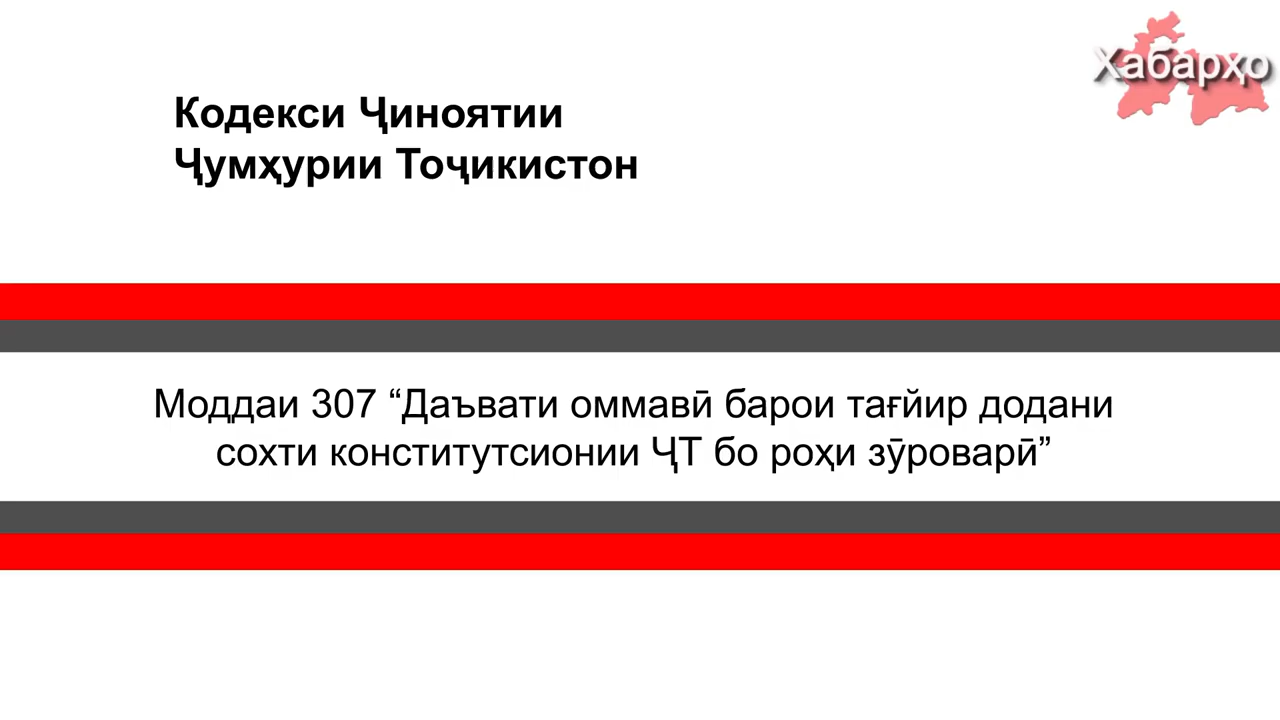 Хабарҳо
Кодекси Ҷиноятии
Ҷумҳурии Тоҷикистон
Моддаи 307 “Даъвати оммавӣ барои тағйир додани
сохти конститутсионии ҶТ бо роҳи зӯроварӣ”